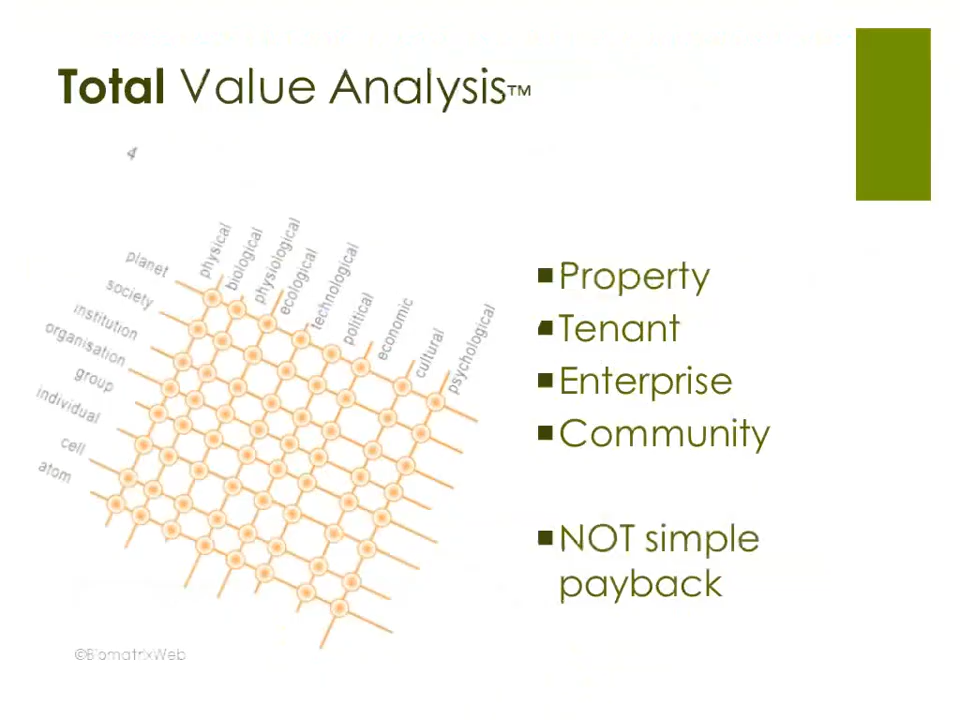 Total Value Analysis™
4
physical
biological
physiological
ecological
technological
political
economic
cultural
psychological
planet
society
institution
organisation
group
individual
cell
atom
■Property
■Tenant
■Enterprise
■Community
■NOT simple
payback
©BiomatrixWeb